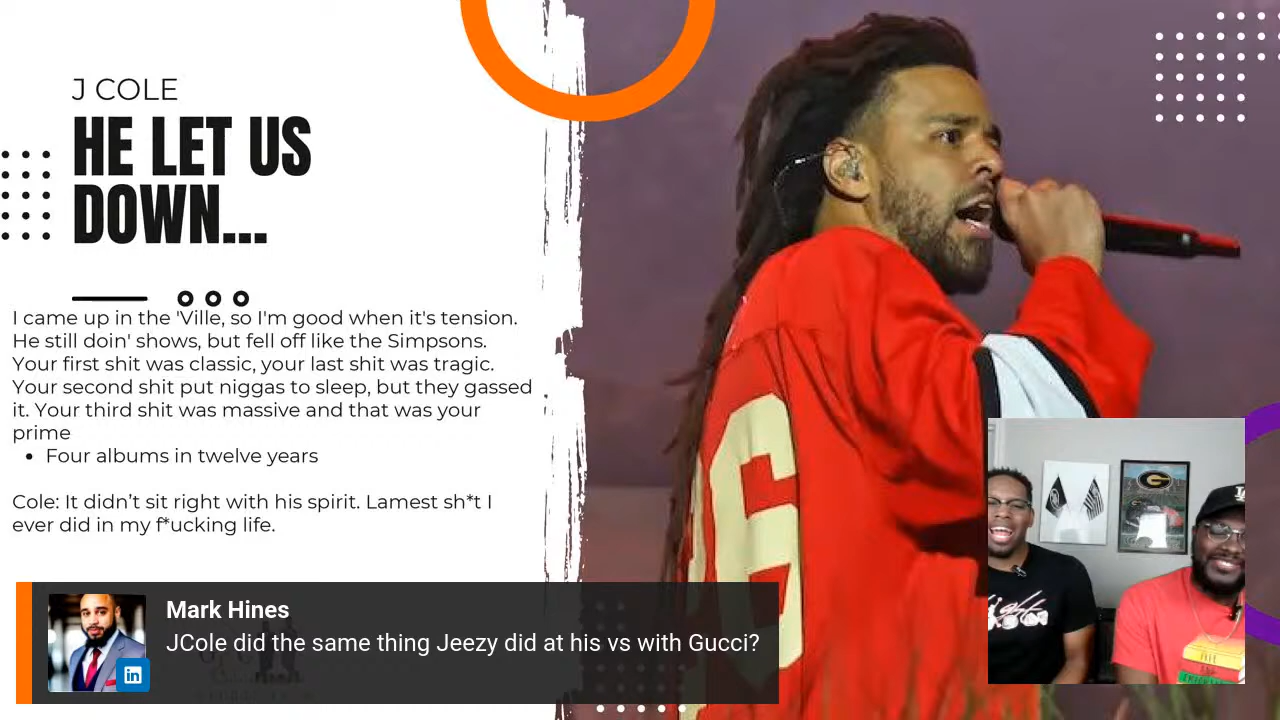 J COLE
HE LET US
DOWN...
I came up in the 'Ville, so I'm good when it's tension.
He still doin' shows, but fell off like the Simpsons.
Your first shit was classic, your last shit was tragic.
Your second shit put niggas to sleep, but they gassed
it. Your third shit was massive and that was your
prime
• Four albums in twelve years
Cole: It didn’t sit right with his spirit. Lamest sh*t I
ever did in my f*ucking life.
6
Mark Hines
JCole did the same thing Jeezy did at his vs with Gucci?
in
G
LA